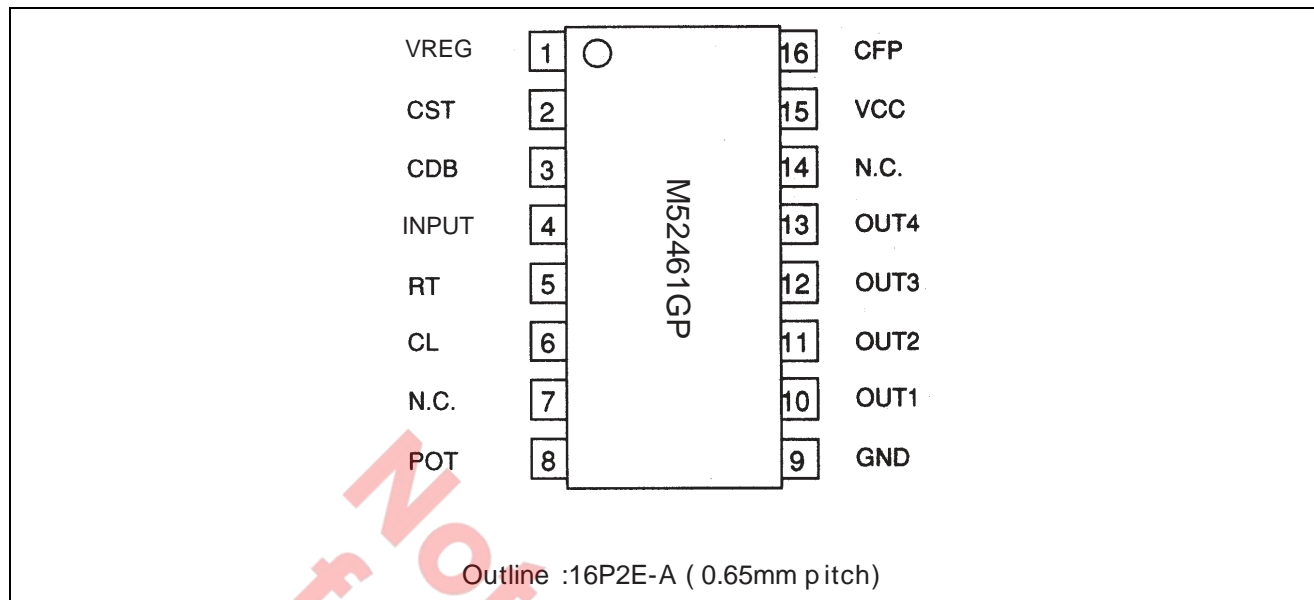 VREG 1 16 CFP
CST 2 15 VCC
CDB 3 14 N.C.
INPUT 4 13 OUT4
RT 5 12 OUT3
CL 6 11 OUT2
N.C. 7 10 OUT1
POT 8 9 GND
M52461GP
Not
f
Outline :16P2E-A ( 0.65mm pitch)